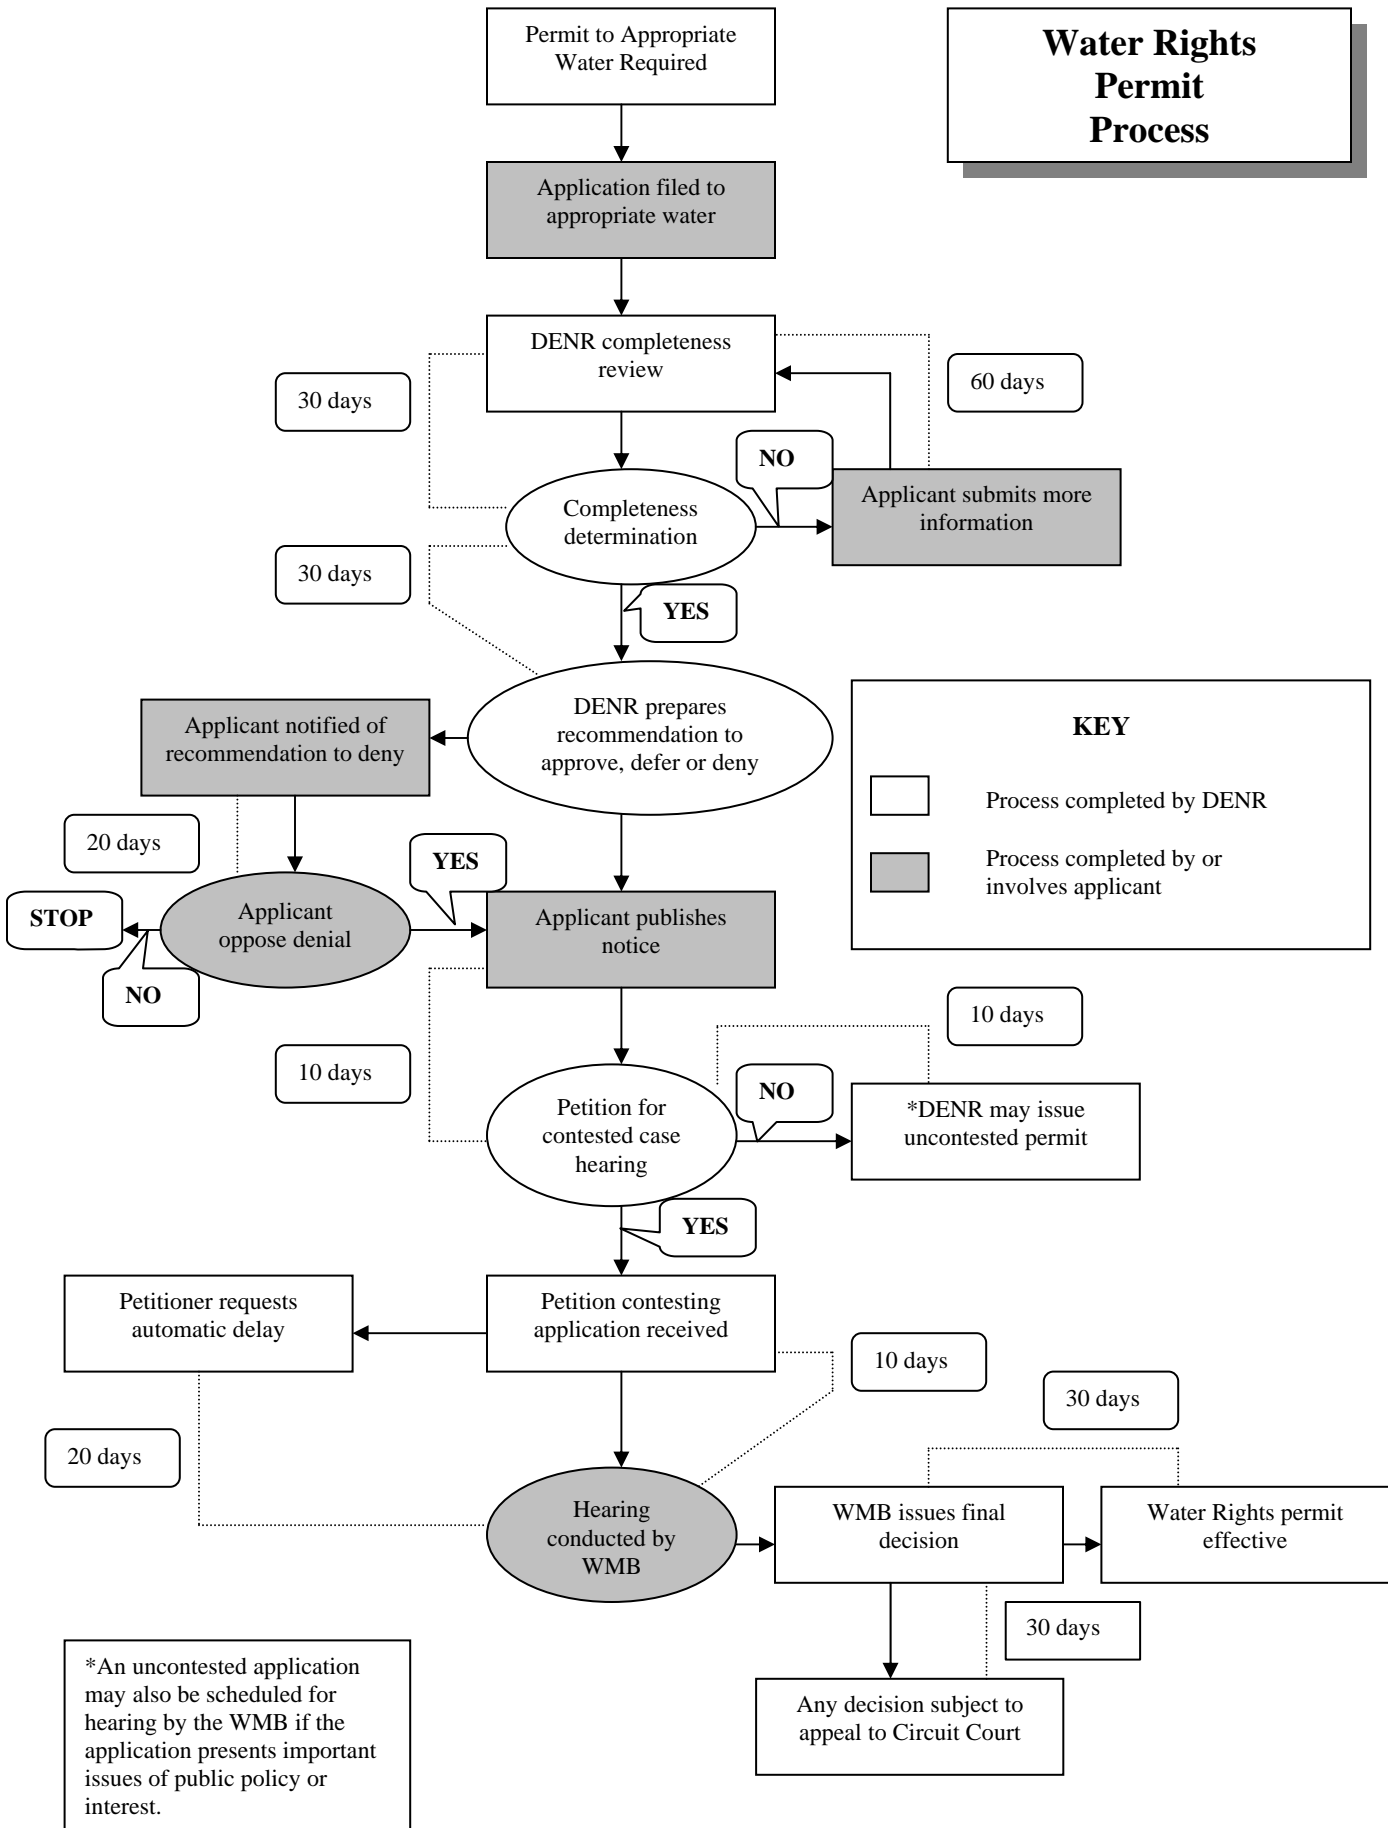 Permit to Appropriate
Water Required
Water Rights
Permit
Process
Application filed to
appropriate water
DENR completeness
review
30 days
60 days
NO
Completeness
determination
Applicant submits more
information
30 days
YES
DENR prepares
recommendation to
approve, defer or deny
Applicant notified of
recommendation to deny
KEY
Process completed by DENR
Process completed by or
involves applicant
20 days
YES
STOP
Applicant
oppose denial
NO
Applicant publishes
notice
10 days
10 days
NO
Petition for
contested case
hearing
*DENR may issue
uncontested permit
YES
Petitioner requests
automatic delay
Petition contesting
application received
10 days
30 days
20 days
Hearing
conducted by
WMB
WMB issues final
decision
Water Rights permit
effective
30 days
Any decision subject to
appeal to Circuit Court
*An uncontested application
may also be scheduled for
hearing by the WMB if the
application presents important
issues of public policy or
interest.